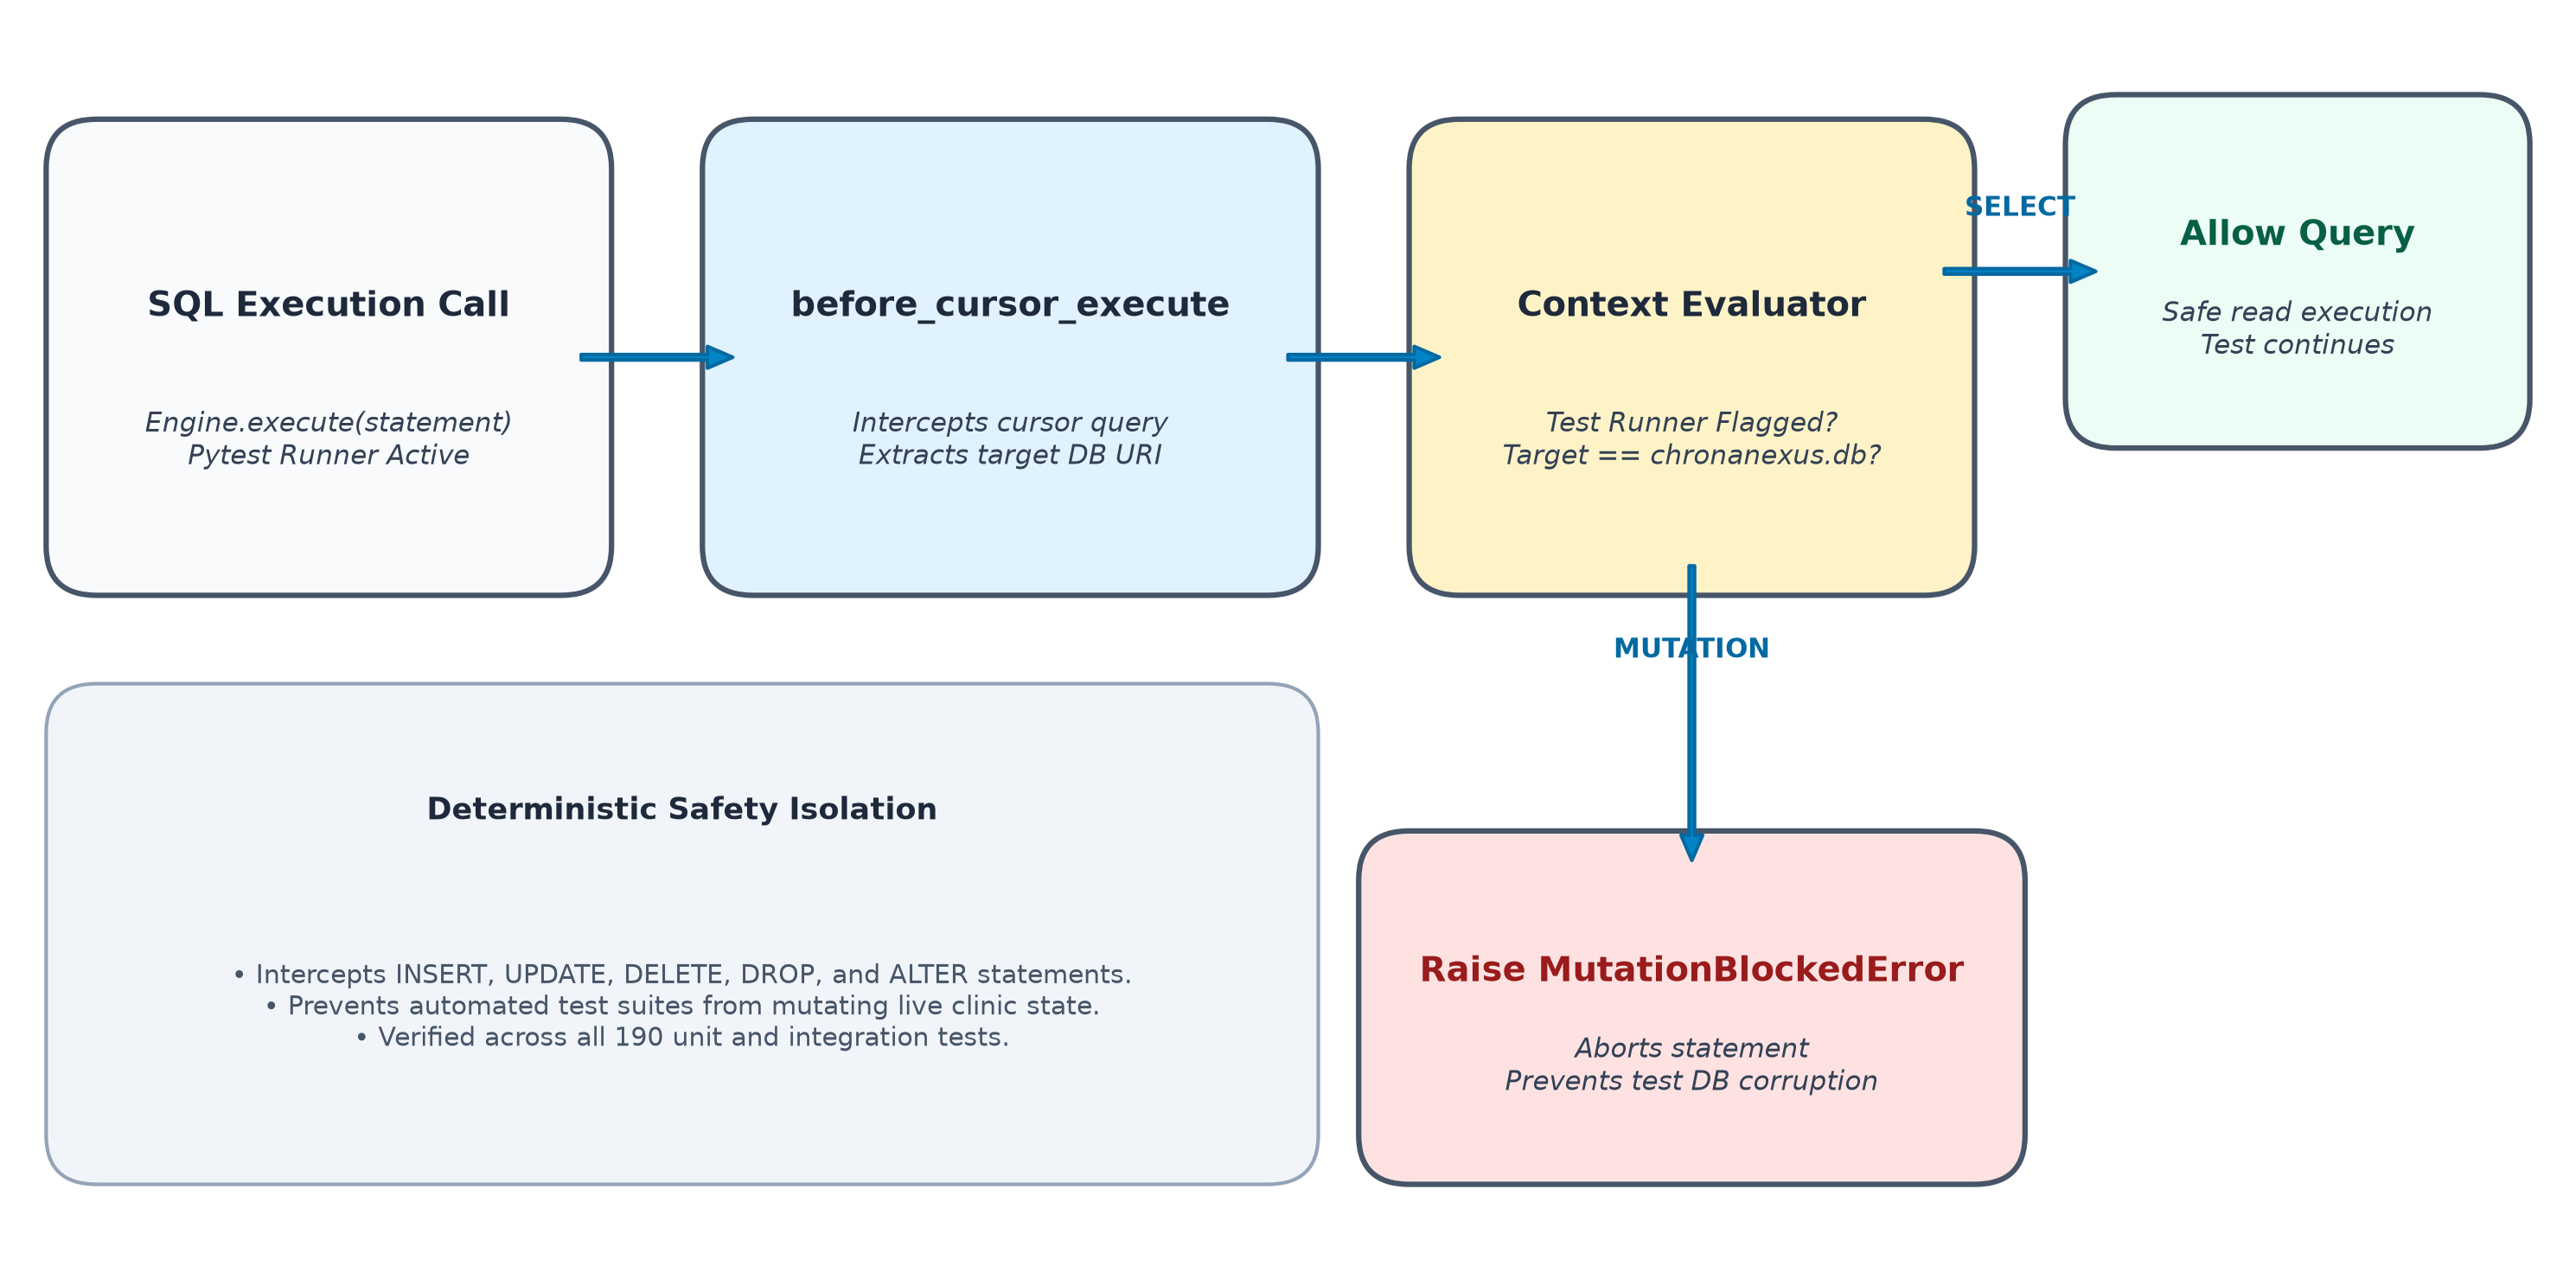 SQL Execution Call
Engine.execute(statement)
Pytest Runner Active
before_cursor_execute
Intercepts cursor query
Extracts target DB URI
Context Evaluator
Test Runner Flagged?
Target == chronanexus.db?
SELECT
Allow Query
Safe read execution
Test continues
MUTATION
Deterministic Safety Isolation
• Intercepts INSERT, UPDATE, DELETE, DROP, and ALTER statements.
• Prevents automated test suites from mutating live clinic state.
• Verified across all 190 unit and integration tests.
Raise MutationBlockedError
Aborts statement
Prevents test DB corruption